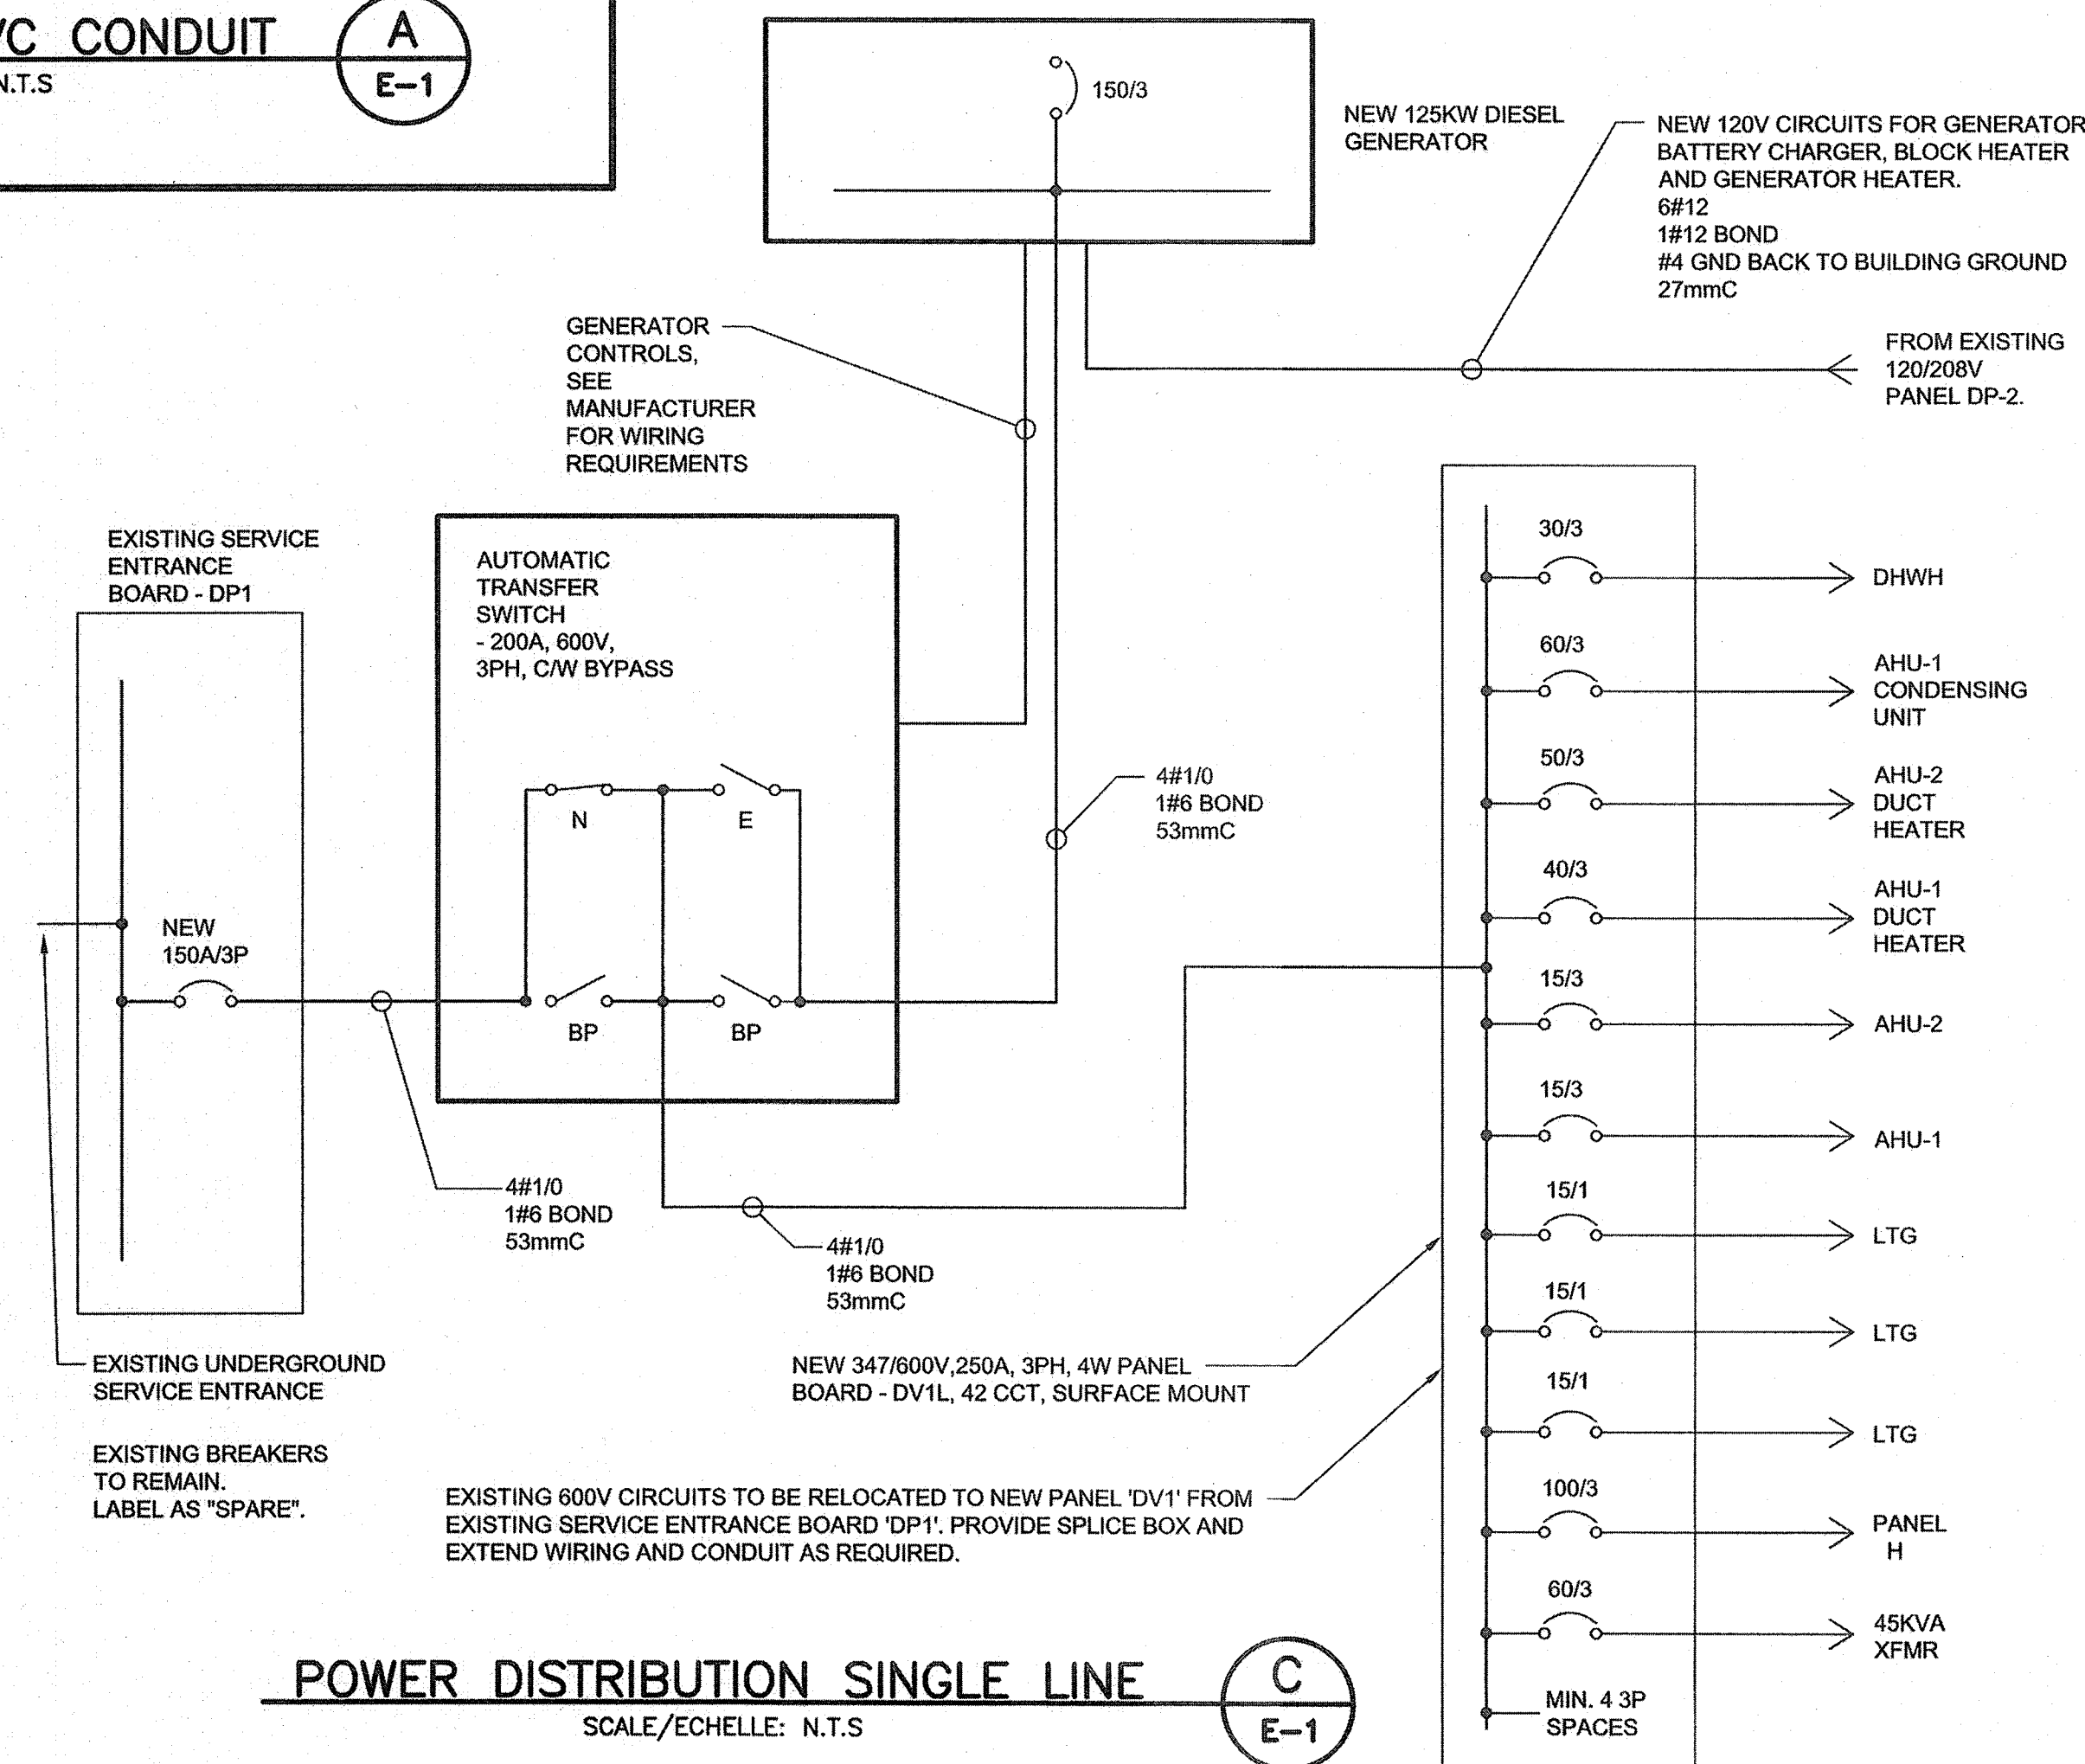 VC CONDUIT
N.T.S
A
E-1
150/3
NEW 125KW DIESEL
GENERATOR
NEW 120V CIRCUITS FOR GENERATOR
BATTERY CHARGER, BLOCK HEATER
AND GENERATOR HEATER.
6#12
1#12 BOND
#4 GND BACK TO BUILDING GROUND
27mmC
FROM EXISTING
120/208V
PANEL DP-2.
GENERATOR
CONTROLS,
SEE
MANUFACTURER
FOR WIRING
REQUIREMENTS
EXISTING SERVICE
ENTRANCE
BOARD - DP1
NEW
150A/3P
AUTOMATIC
TRANSFER
SWITCH
- 200A, 600V,
3PH, C/W BYPASS
N
E
BP
BP
4#1/0
1#6 BOND
53mmC
4#1/0
1#6 BOND
53mmC
4#1/0
1#6 BOND
53mmC
30/3
DHWH
60/3
AHU-1
CONDENSING
UNIT
50/3
AHU-2
DUCT
HEATER
40/3
AHU-1
DUCT
HEATER
15/3
AHU-2
15/3
AHU-1
15/1
LTG
15/1
LTG
15/1
LTG
100/3
PANEL
H
60/3
45KVA
XFMR
MIN. 4 3P
SPACES
EXISTING UNDERGROUND
SERVICE ENTRANCE
EXISTING BREAKERS
TO REMAIN.
LABEL AS "SPARE".
NEW 347/600V,250A, 3PH, 4W PANEL
BOARD - DV1L, 42 CCT, SURFACE MOUNT
EXISTING 600V CIRCUITS TO BE RELOCATED TO NEW PANEL 'DV1' FROM
EXISTING SERVICE ENTRANCE BOARD 'DP1'. PROVIDE SPLICE BOX AND
EXTEND WIRING AND CONDUIT AS REQUIRED.
POWER DISTRIBUTION SINGLE LINE
SCALE/ECHELLE: N.T.S
C
E-1